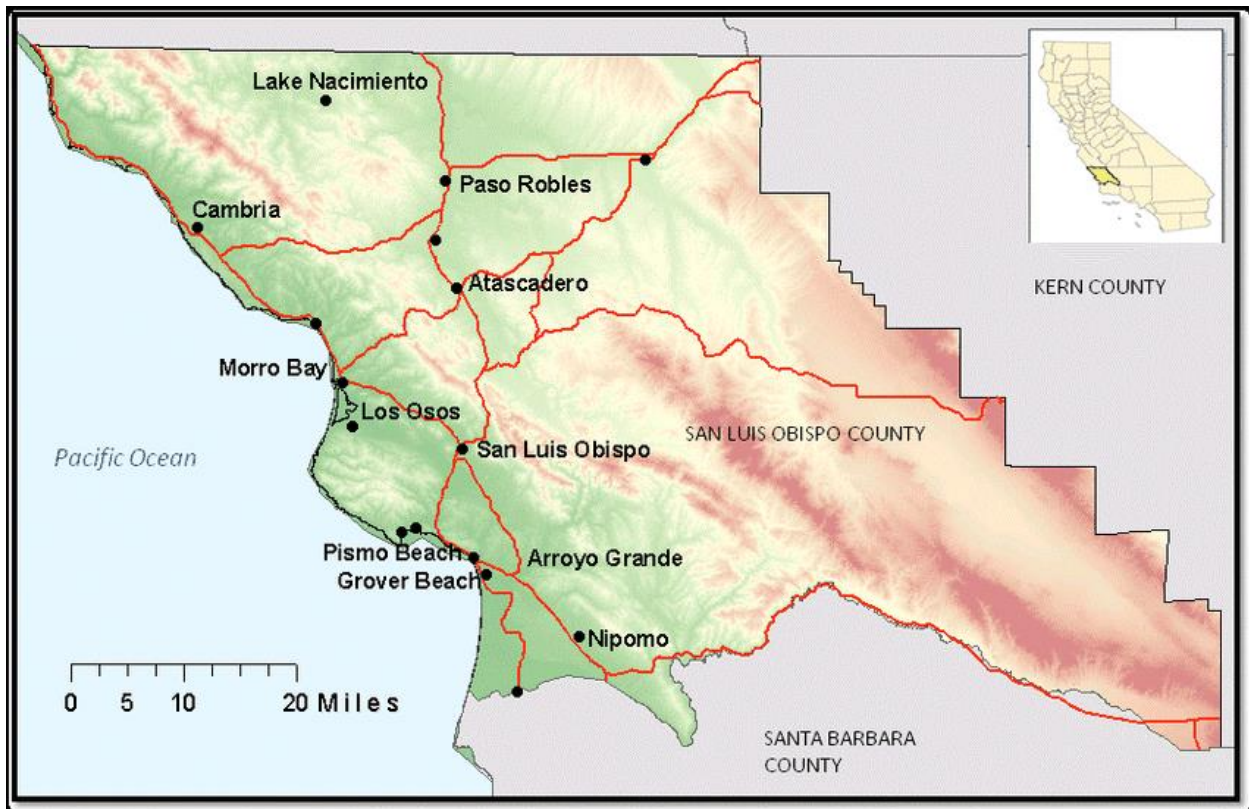 Lake Nacimiento
Paso Robles
Cambria
Atascadero
KERN COUNTY
Morro Bay
Los Osos
SAN LUIS OBISPO COUNTY
San Luis Obispo
Pacific Ocean
Pismo Beach
Arroyo Grande
Grover Beach
Nipomo
0 5 10 20 Miles
SANTA BARBARA
COUNTY